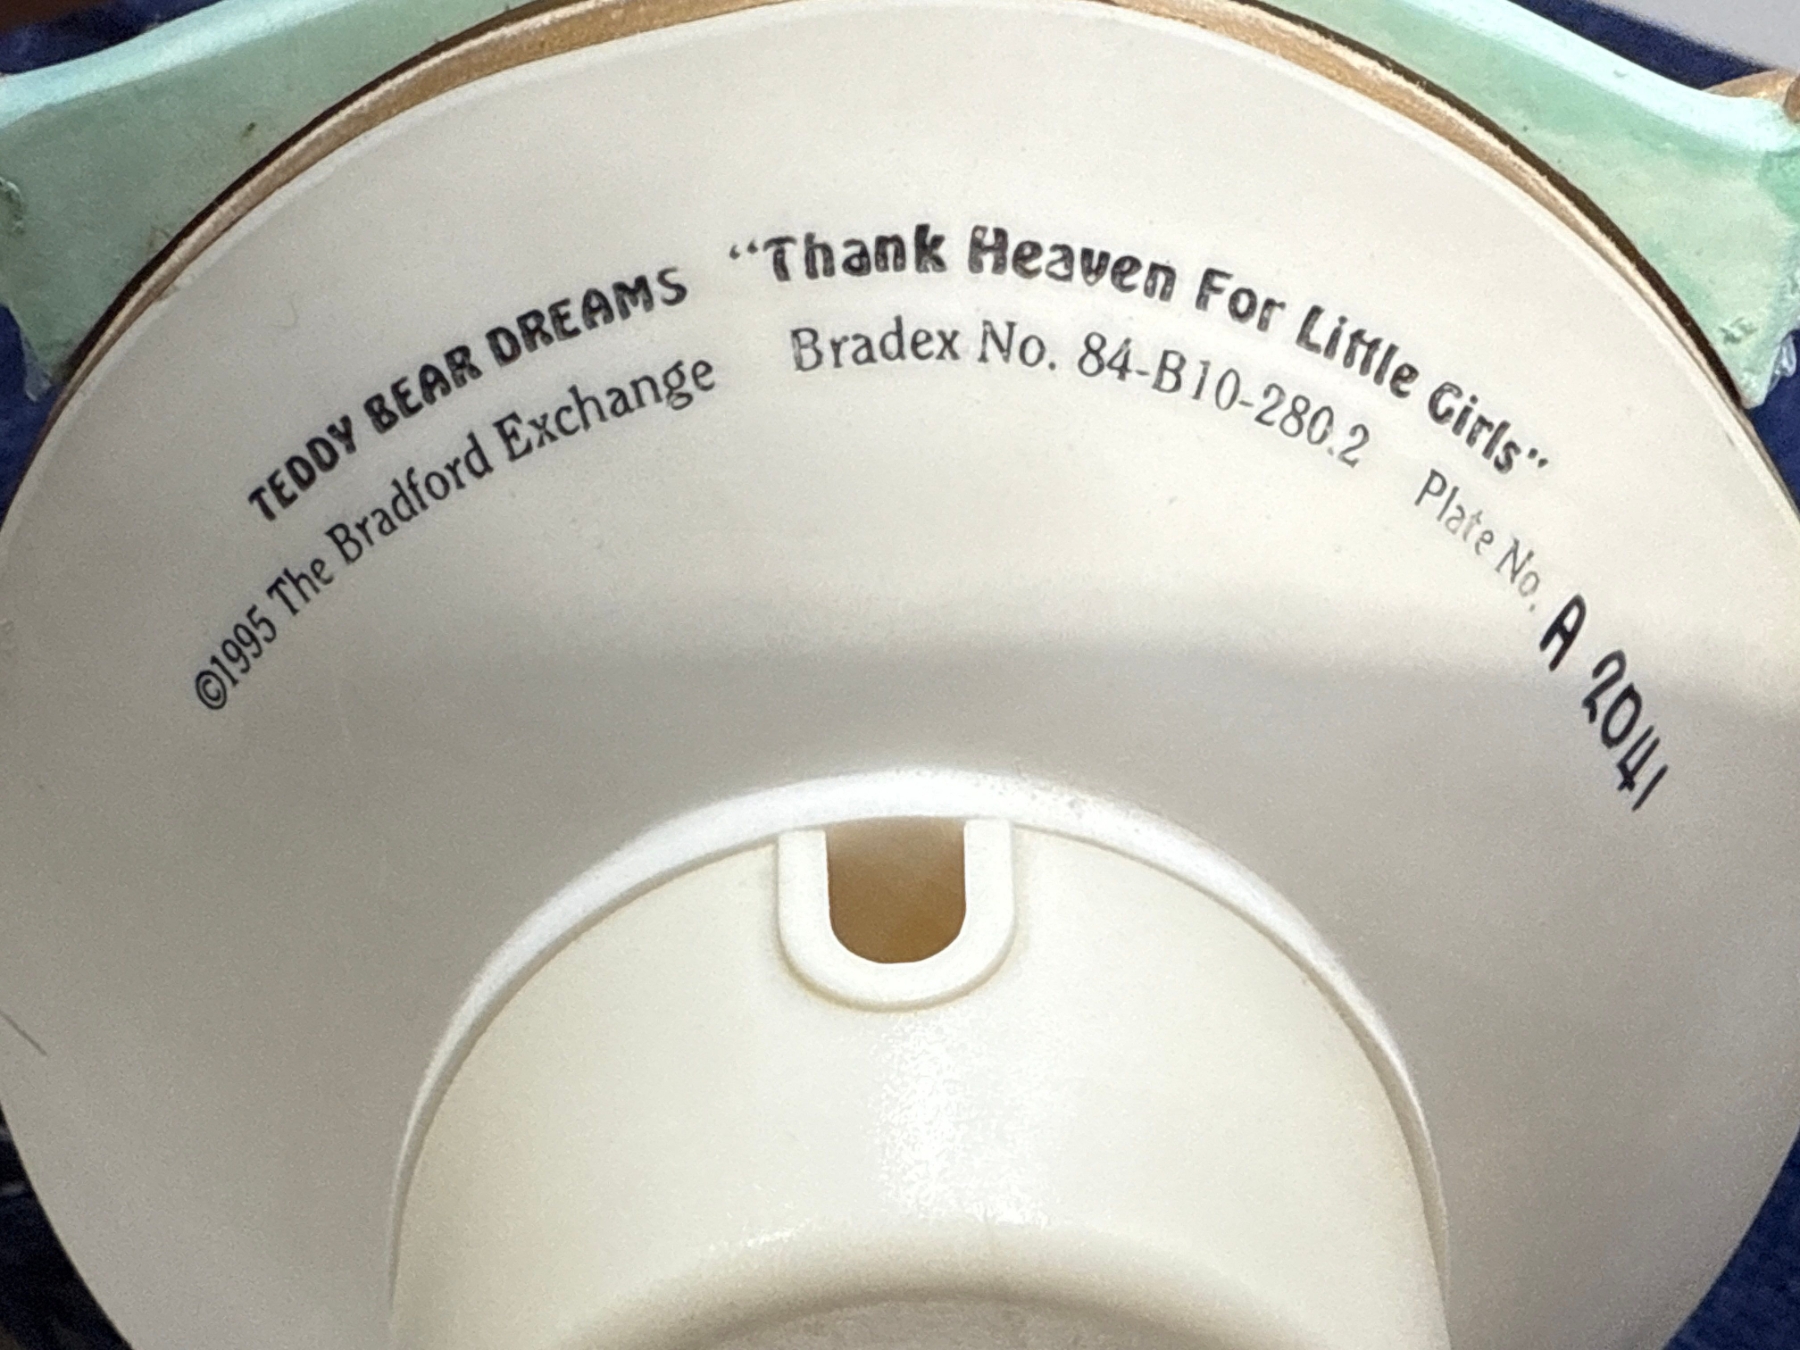 TEDDY BEAR DREAMS “Thank Heaven For Little Girls”
©1995 The Bradford Exchange Bradex No. 84-B10-280.2 Plate No. A 2041